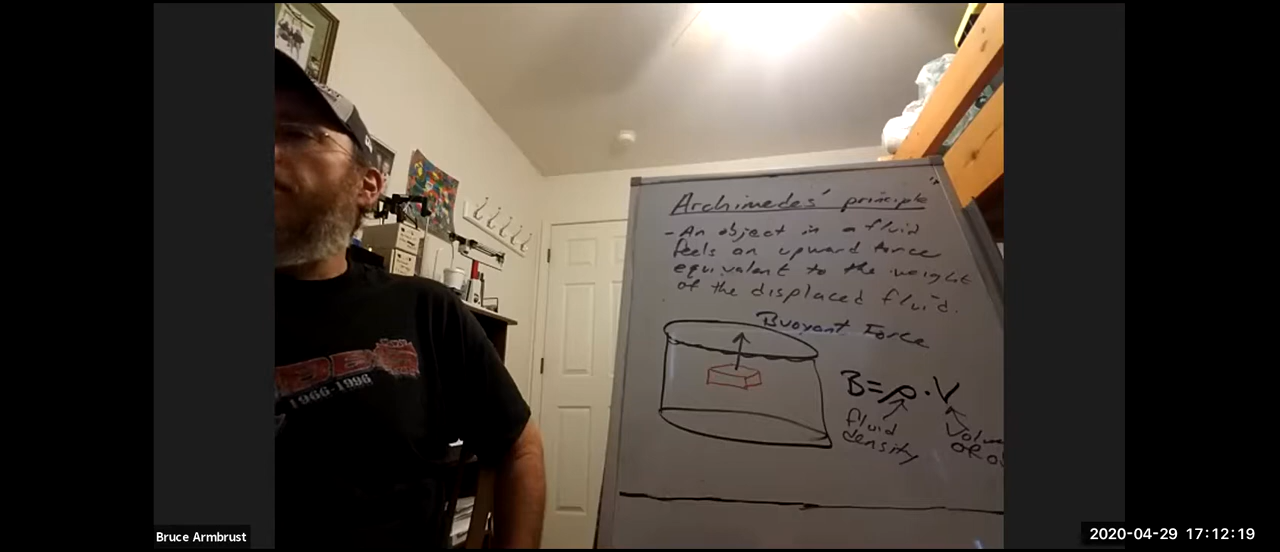 Archimedes' principle
- An object in a fluid
feels an upward force
equivalent to the weight
of the displaced fluid.
Buoyant Force
B=ρ·V
fluid
density
1966-1996
Bruce Armbrust
2020-04-29 17:12:19